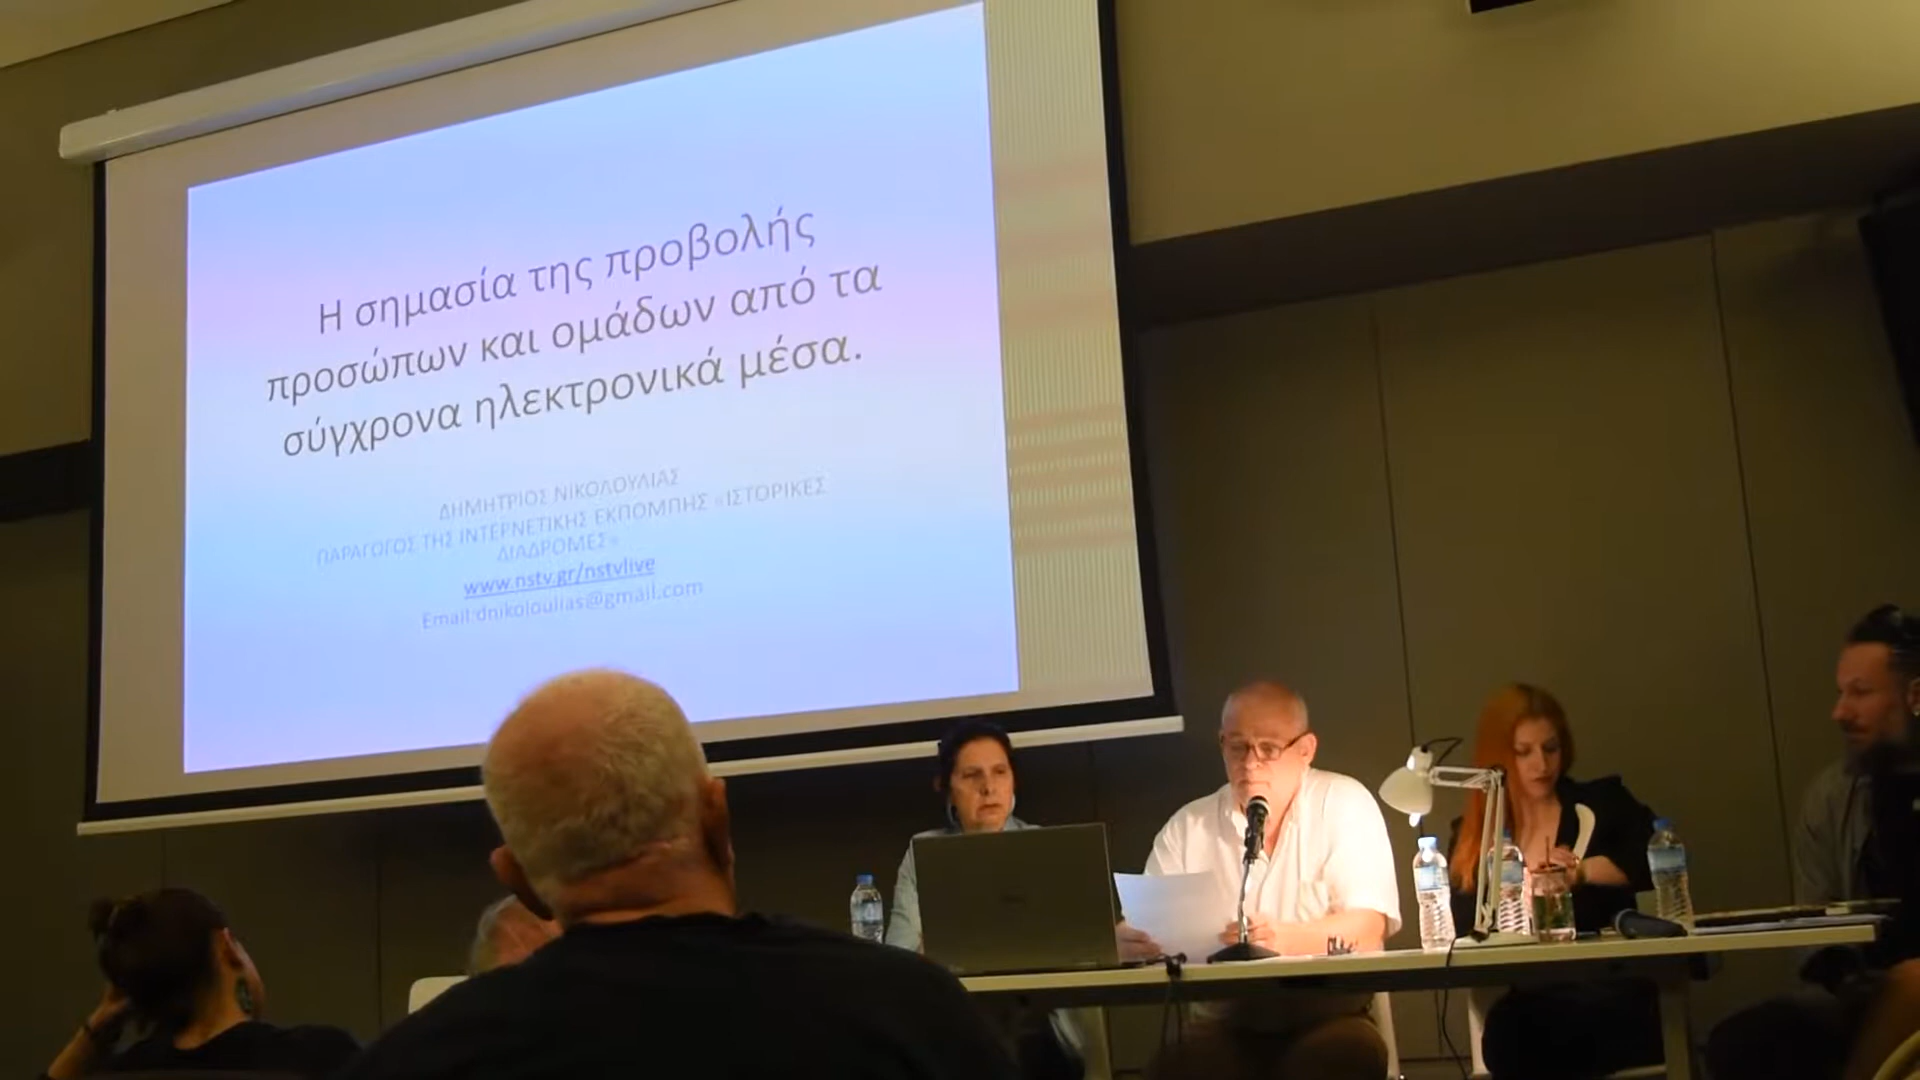 Η σημασία της προβολής
προσώπων και ομάδων από τα
σύγχρονα ηλεκτρονικά μέσα.
ΔΗΜΗΤΡΙΟΣ ΝΙΚΟΛΟΥΛΙΑΣ
ΠΑΡΑΓΟΓΟΣ ΤΗΣ ΙΝΤΕΡΝΕΤΙΚΗΣ ΕΚΠΟΜΠΗΣ «ΙΣΤΟΡΙΚΕΣ
ΔΙΑΔΡΟΜΕΣ»
www.nstv.gr/nstvlive
Email:dnikoloulias@gmail.com